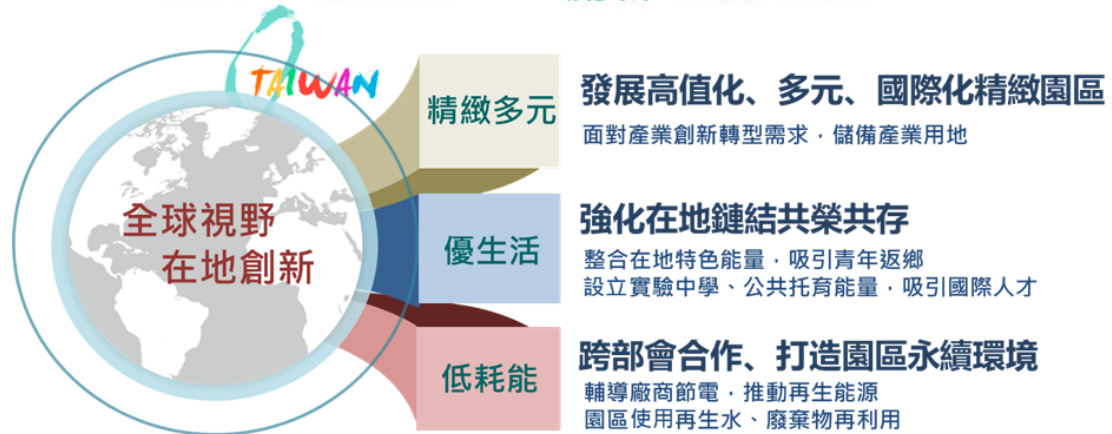 TAIWAN
全球視野
在地創新
精緻多元
發展高值化、多元、國際化精緻園區
面對產業創新轉型需求，儲備產業用地
優生活
強化在地鏈結共榮共存
整合在地特色能量，吸引青年返鄉
設立實驗中學、公共托育能量，吸引國際人才
低耗能
跨部會合作、打造園區永續環境
輔導廠商節電，推動再生能源
園區使用再生水、廢棄物再利用